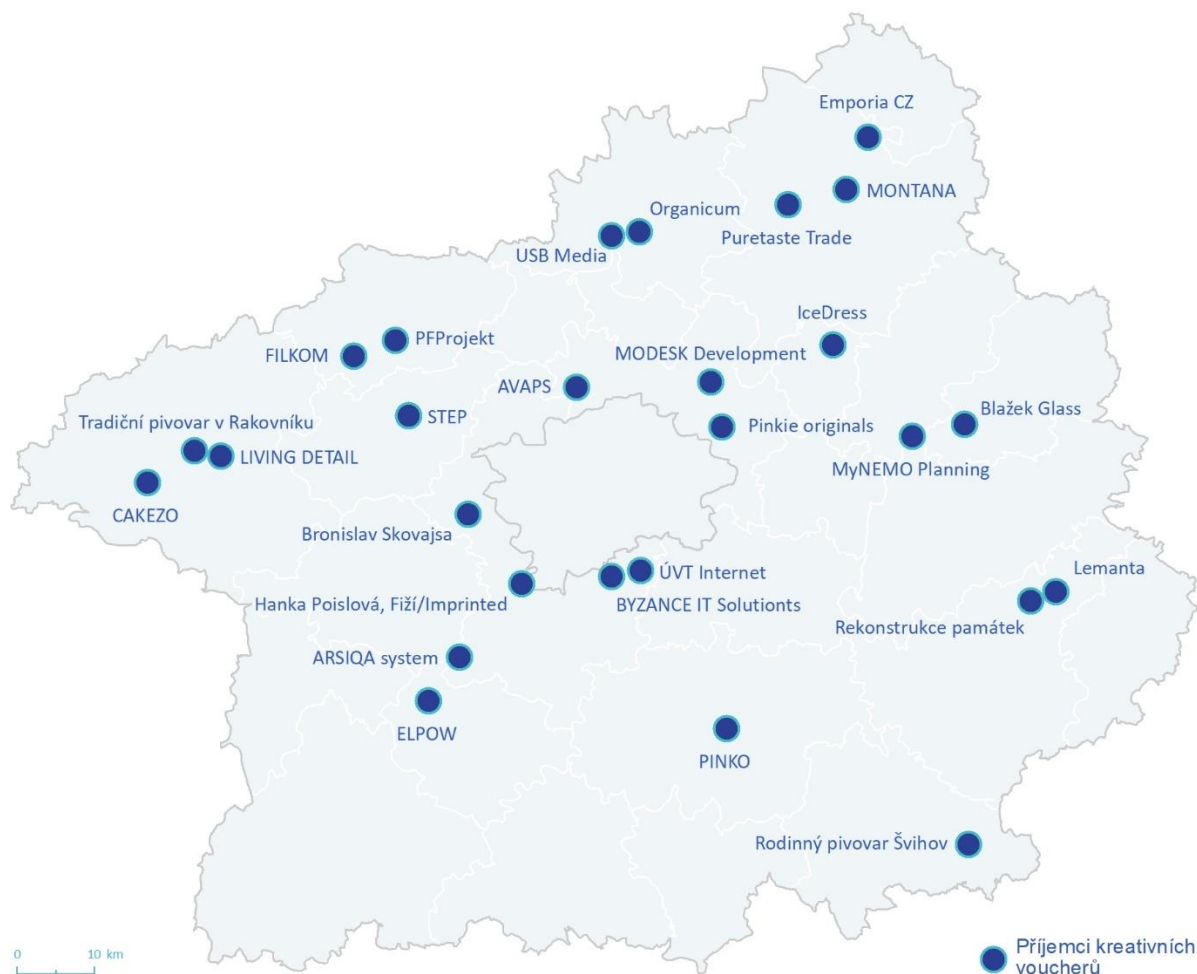 Emporia CZ
MONTANA
Organicum
Puretaste Trade
USB Media
IceDress
PFProjekt
MODESK Development
FILKOM
AVAPS
Blažek Glass
Tradiční pivovar v Rakovníku
STEP
Pinkie originals
LIVING DETAIL
MyNEMO Planning
CAKEZO
Bronislav Skovajsa
Lemanta
ÚVT Internet
Hanka Poislová, Fiží/Imprinted
BYZANCE IT Solutionts
Rekonstrukce památek
ARSIQA system
ELPOW
PINKO
Rodinný pivovar Švihov
0 10 km
Příjemci kreativních
voucherů